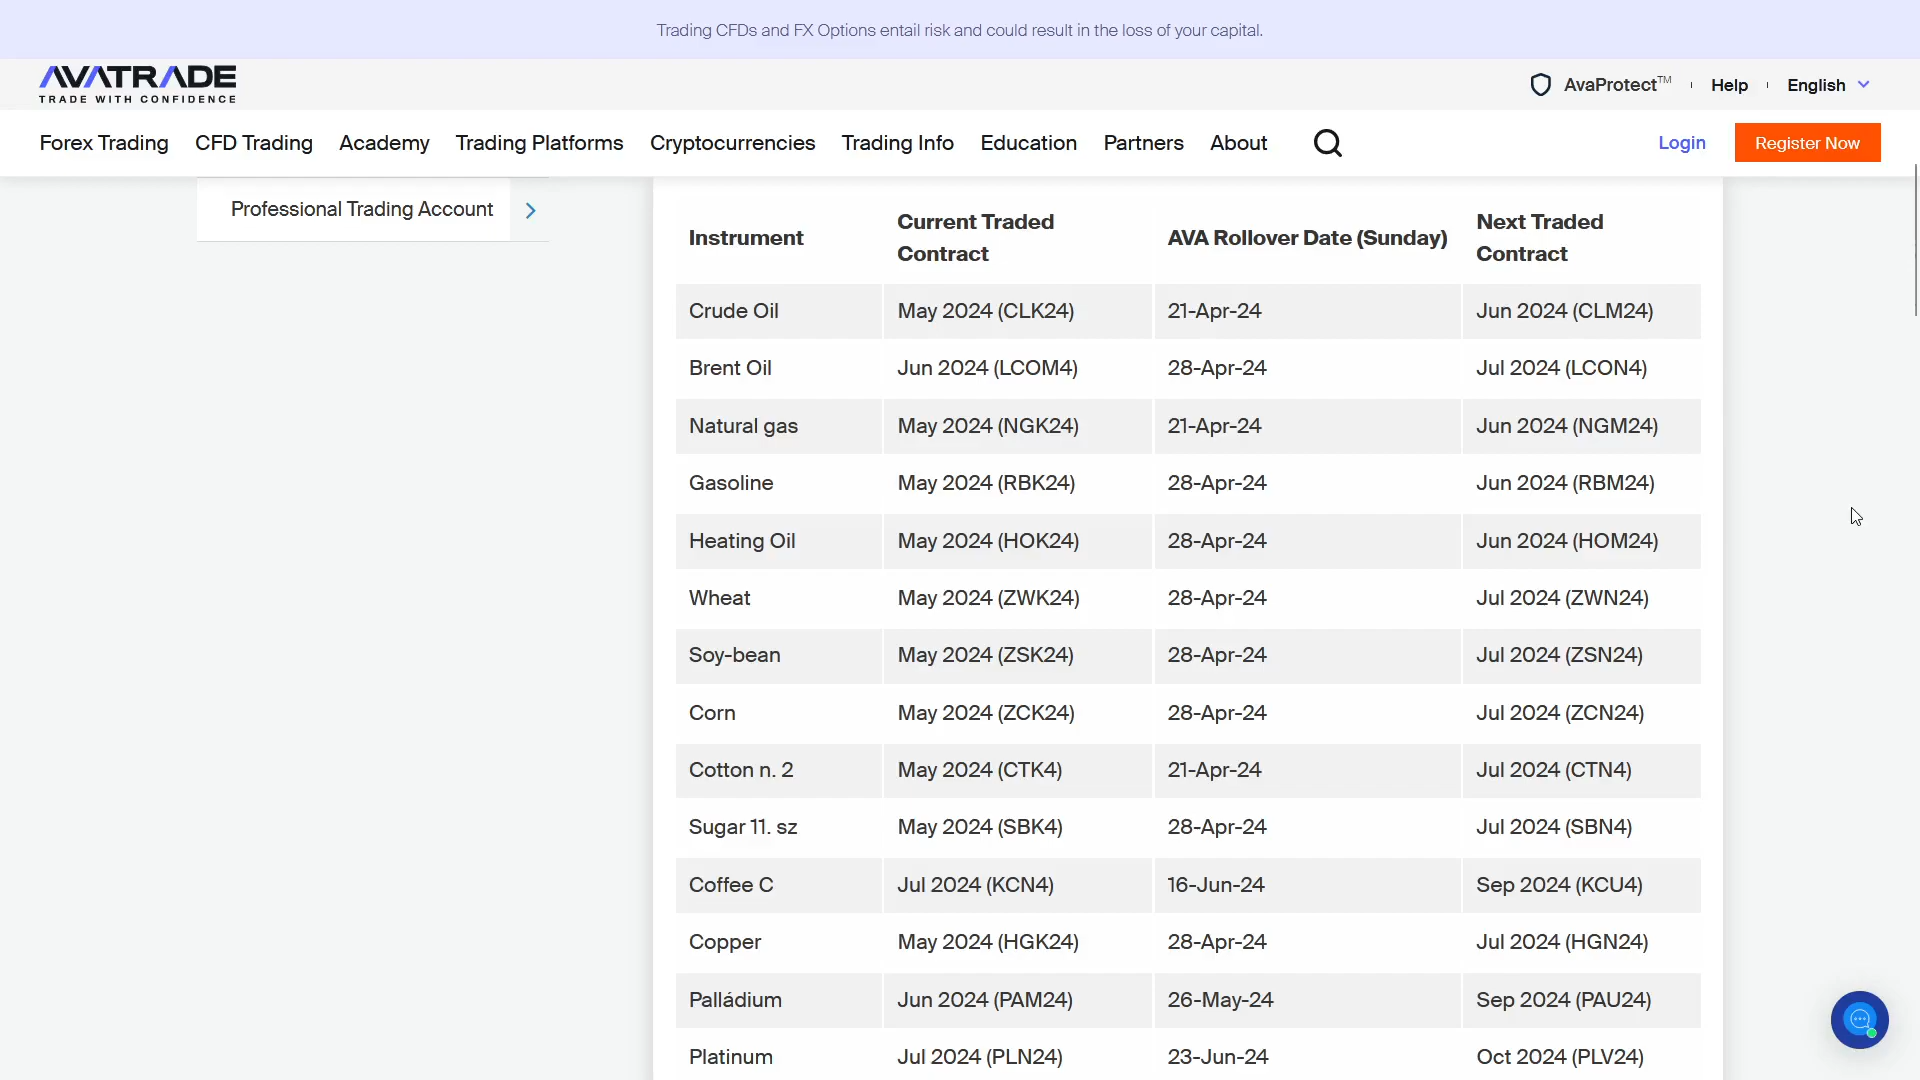 Trading CFDs and FX Options entail risk and could result in the loss of your capital.
AVATRADE
TRADE WITH CONFIDENCE
AvaProtect™
Help
English
Forex Trading CFD Trading Academy Trading Platforms Cryptocurrencies Trading Info Education Partners About
Login
Register Now
Professional Trading Account
Instrument Current Traded Contract AVA Rollover Date (Sunday) Next Traded Contract
Crude Oil May 2024 (CLK24) 21-Apr-24 Jun 2024 (CLM24)
Brent Oil Jun 2024 (LCOM4) 28-Apr-24 Jul 2024 (LCON4)
Natural gas May 2024 (NGK24) 21-Apr-24 Jun 2024 (NGM24)
Gasoline May 2024 (RBK24) 28-Apr-24 Jun 2024 (RBM24)
Heating Oil May 2024 (HOK24) 28-Apr-24 Jun 2024 (HOM24)
Wheat May 2024 (ZWK24) 28-Apr-24 Jul 2024 (ZWN24)
Soy-bean May 2024 (ZSK24) 28-Apr-24 Jul 2024 (ZSN24)
Corn May 2024 (ZCK24) 28-Apr-24 Jul 2024 (ZCN24)
Cotton n. 2 May 2024 (CTK4) 21-Apr-24 Jul 2024 (CTN4)
Sugar 11. sz May 2024 (SBK4) 28-Apr-24 Jul 2024 (SBN4)
Coffee C Jul 2024 (KCN4) 16-Jun-24 Sep 2024 (KCU4)
Copper May 2024 (HGK24) 28-Apr-24 Jul 2024 (HGN24)
Palládium Jun 2024 (PAM24) 26-May-24 Sep 2024 (PAU24)
Platinum Jul 2024 (PLN24) 23-Jun-24 Oct 2024 (PLV24)